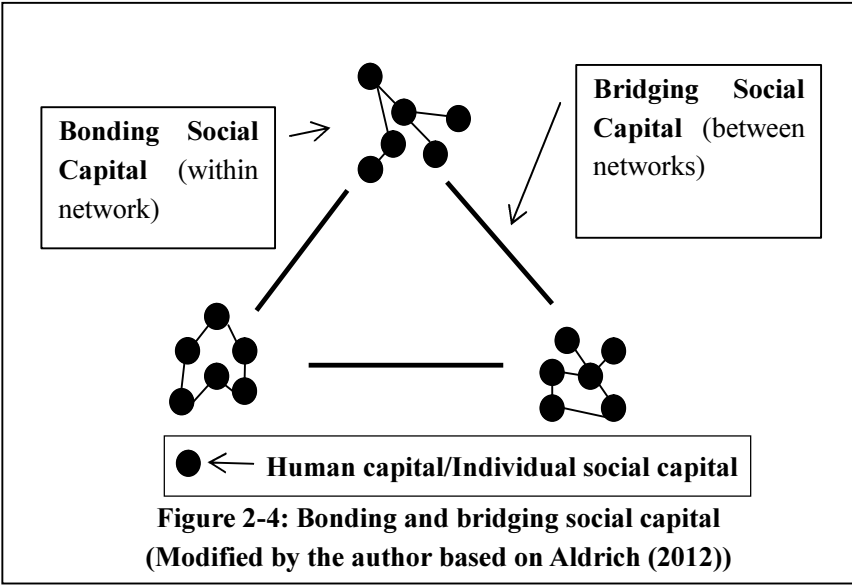 Bonding Social
Capital (within
network)
Bridging Social
Capital (between
networks)
Human capital/Individual social capital
Figure 2-4: Bonding and bridging social capital
(Modified by the author based on Aldrich (2012))